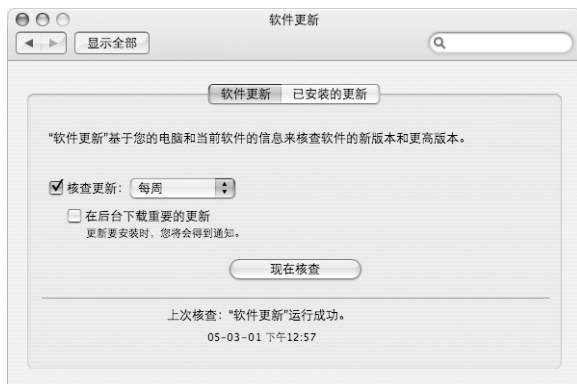 软件更新
显示全部
软件更新 已安装的更新
“软件更新”基于您的电脑和当前软件的信息来核查软件的新版本和更高版本。
核查更新： 每周
在后台下载重要的更新
更新要安装时，您将会得到通知。
现在核查
上次核查：“软件更新”运行成功。
05-03-01 下午12:57